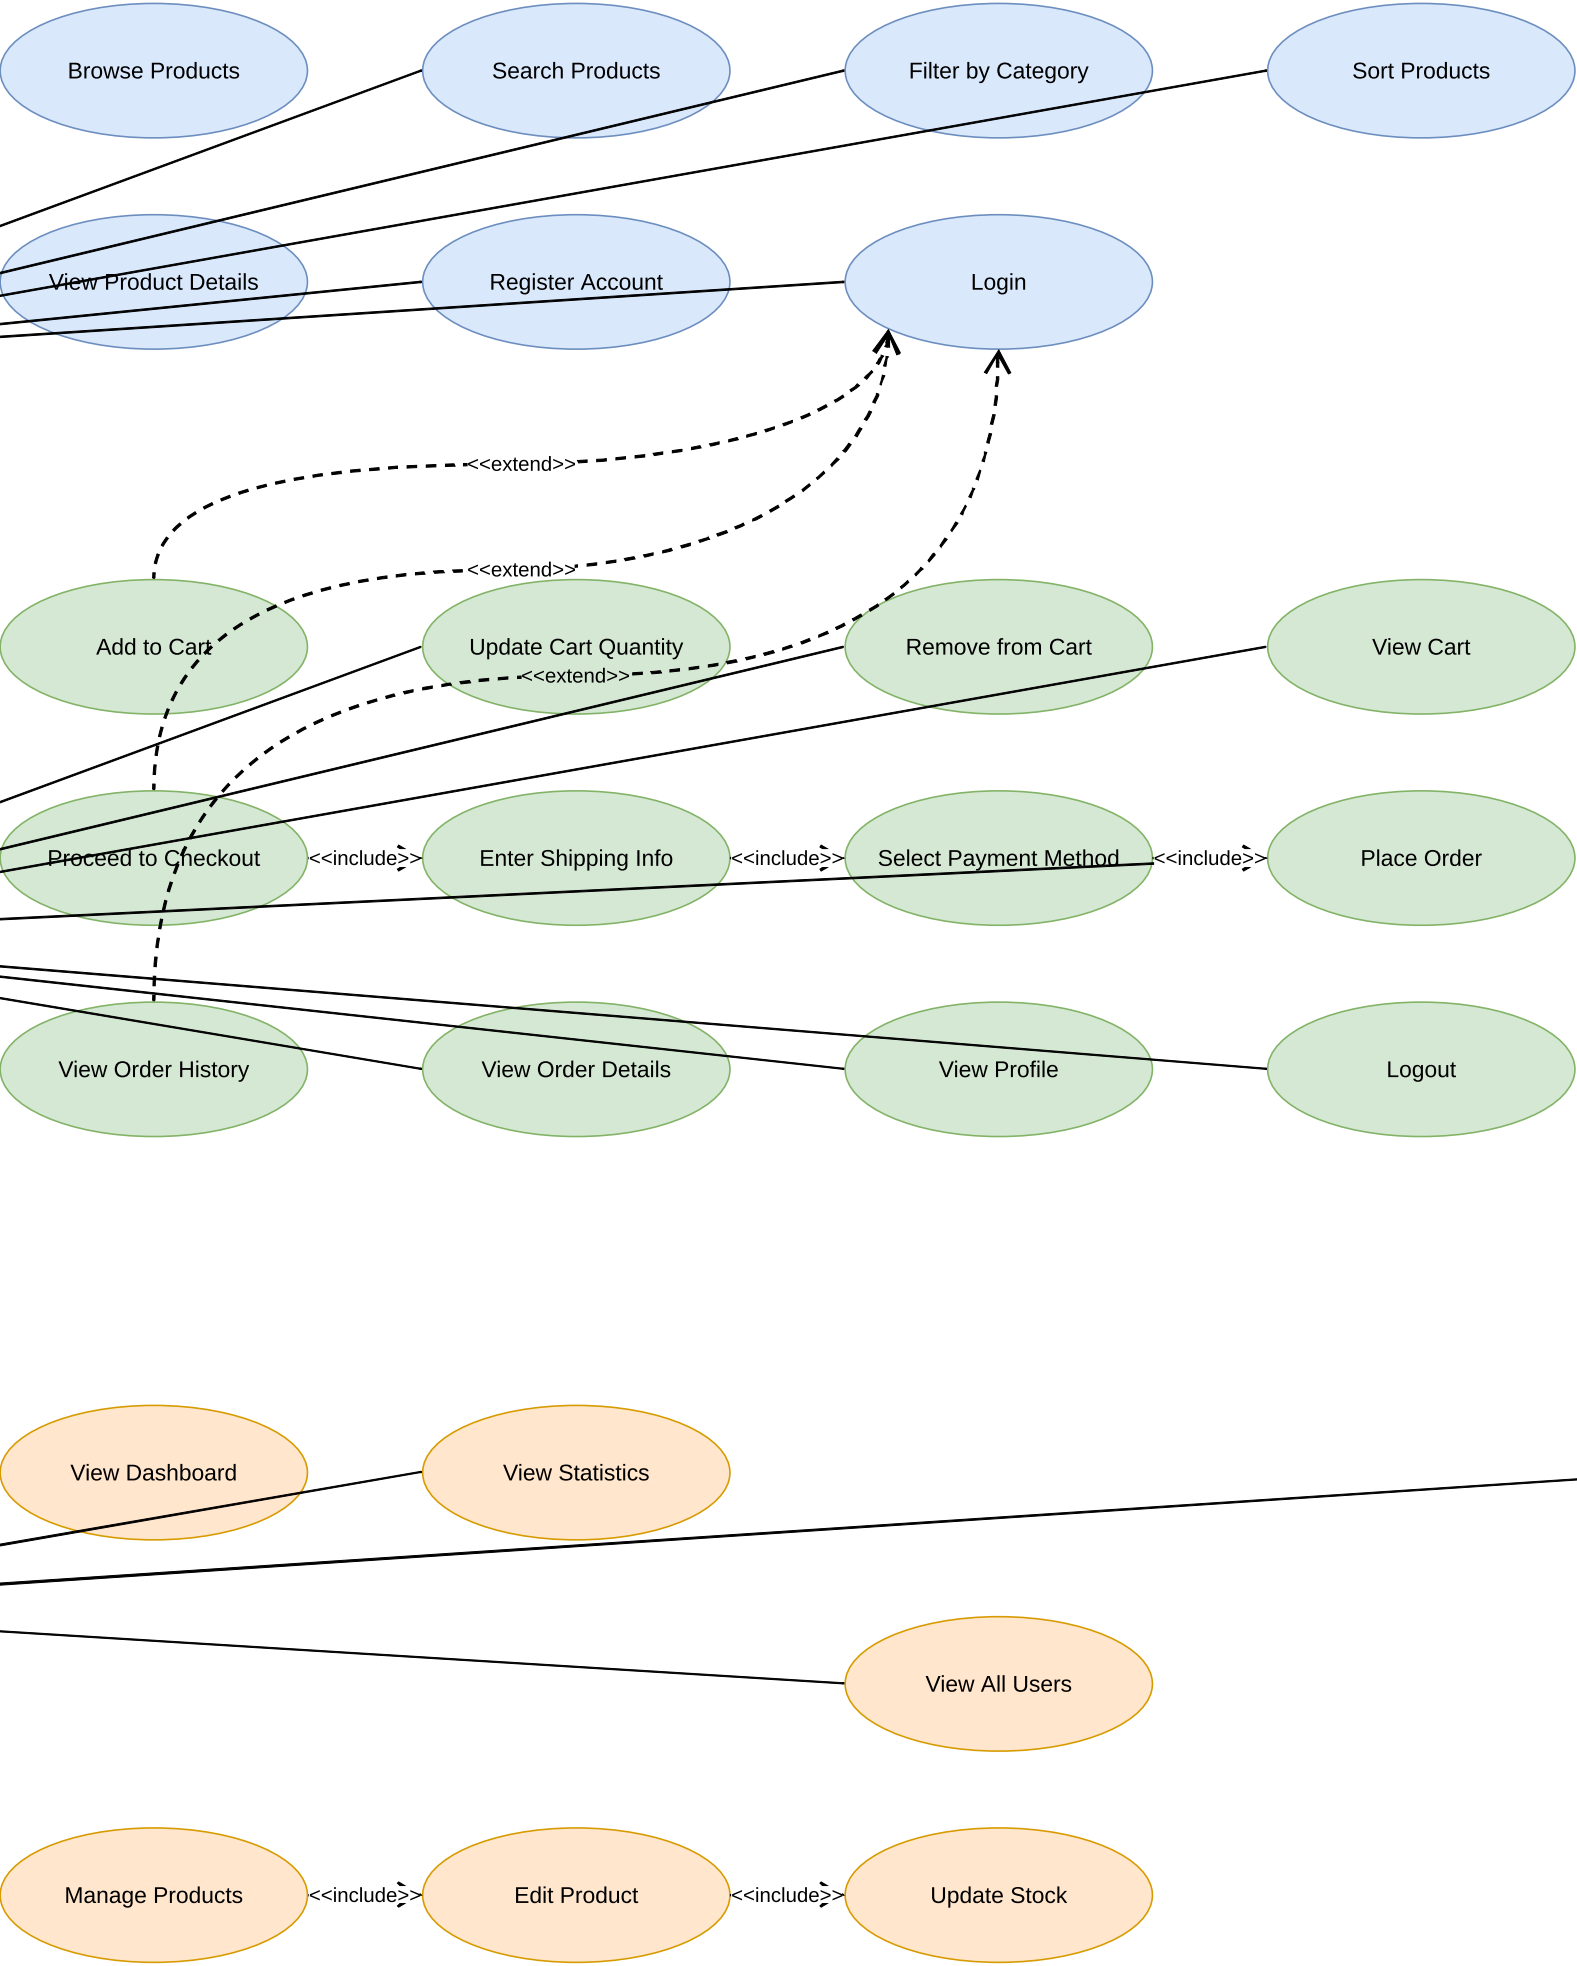 Browse Products
Search Products
Filter by Category
Sort Products
View Product Details
Register Account
Login
<<extend>>
<<extend>>
Add to Cart
Update Cart Quantity
Remove from Cart
View Cart
<<extend>>
Proceed to Checkout
<<include>>
Enter Shipping Info
<<include>>
Select Payment Method
<<include>>
Place Order
View Order History
View Order Details
View Profile
Logout
View Dashboard
View Statistics
View All Users
Manage Products
<<include>>
Edit Product
<<include>>
Update Stock